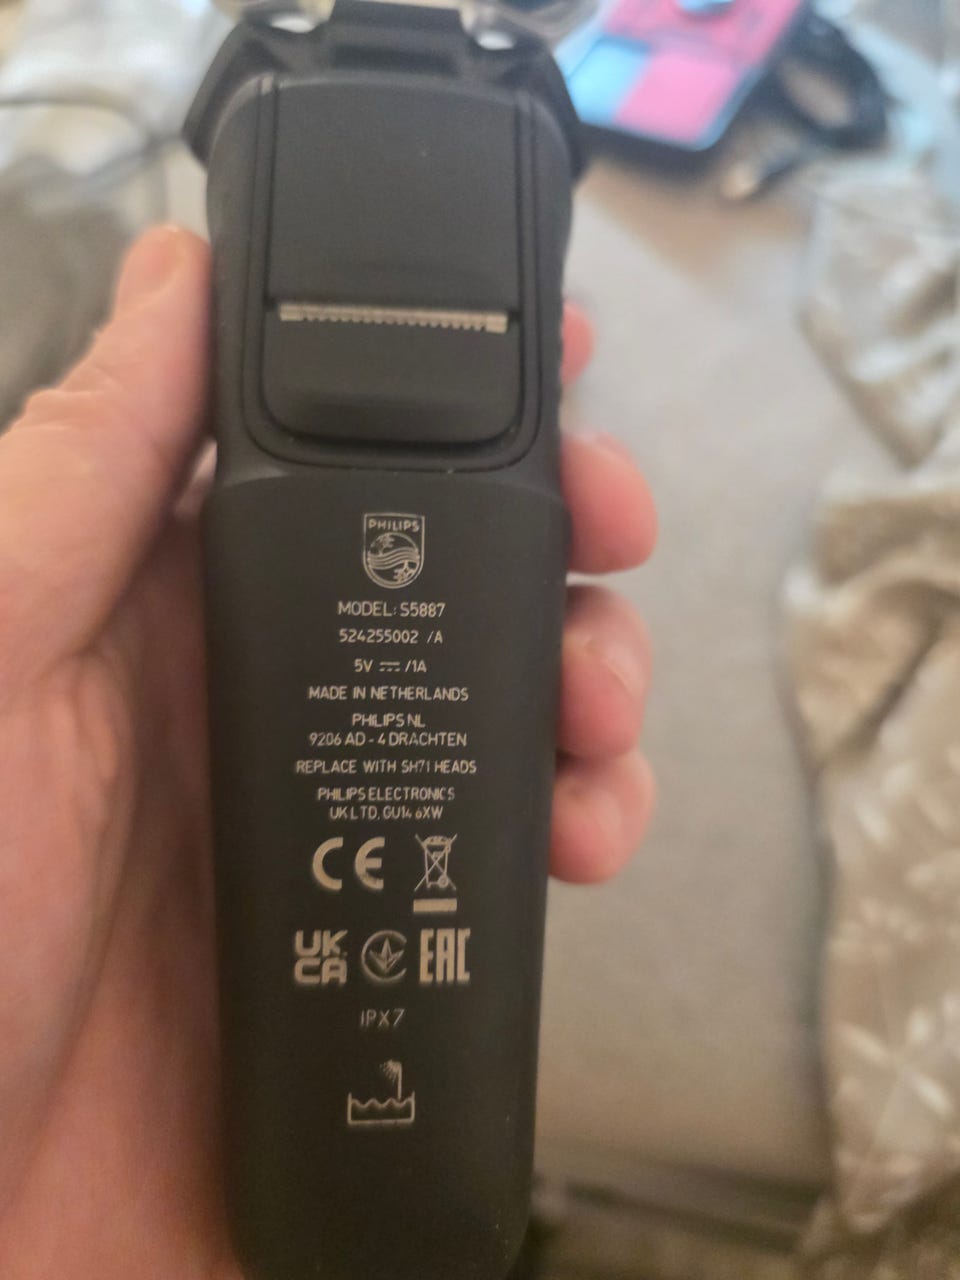 PHILIPS
MODEL: S5887
524255002 /A
5V ⎓ /1A
MADE IN NETHERLANDS
PHILIPS NL
9206 AD - 4 DRACHTEN
REPLACE WITH SH71 HEADS
PHILIPS ELECTRONICS
UK LTD, GU14 6XW
CE
UK
CA
EAC
IPX7